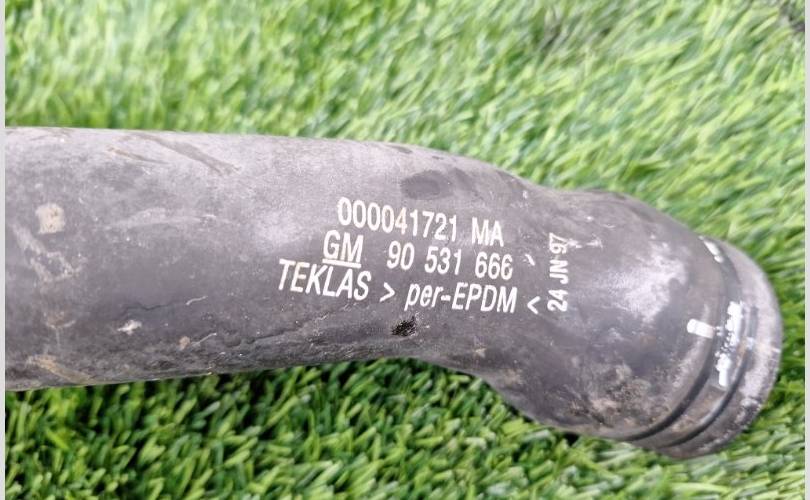 000041721 MA
GM 90 531 666
TEKLAS > per-EPDM <
24 JN 97